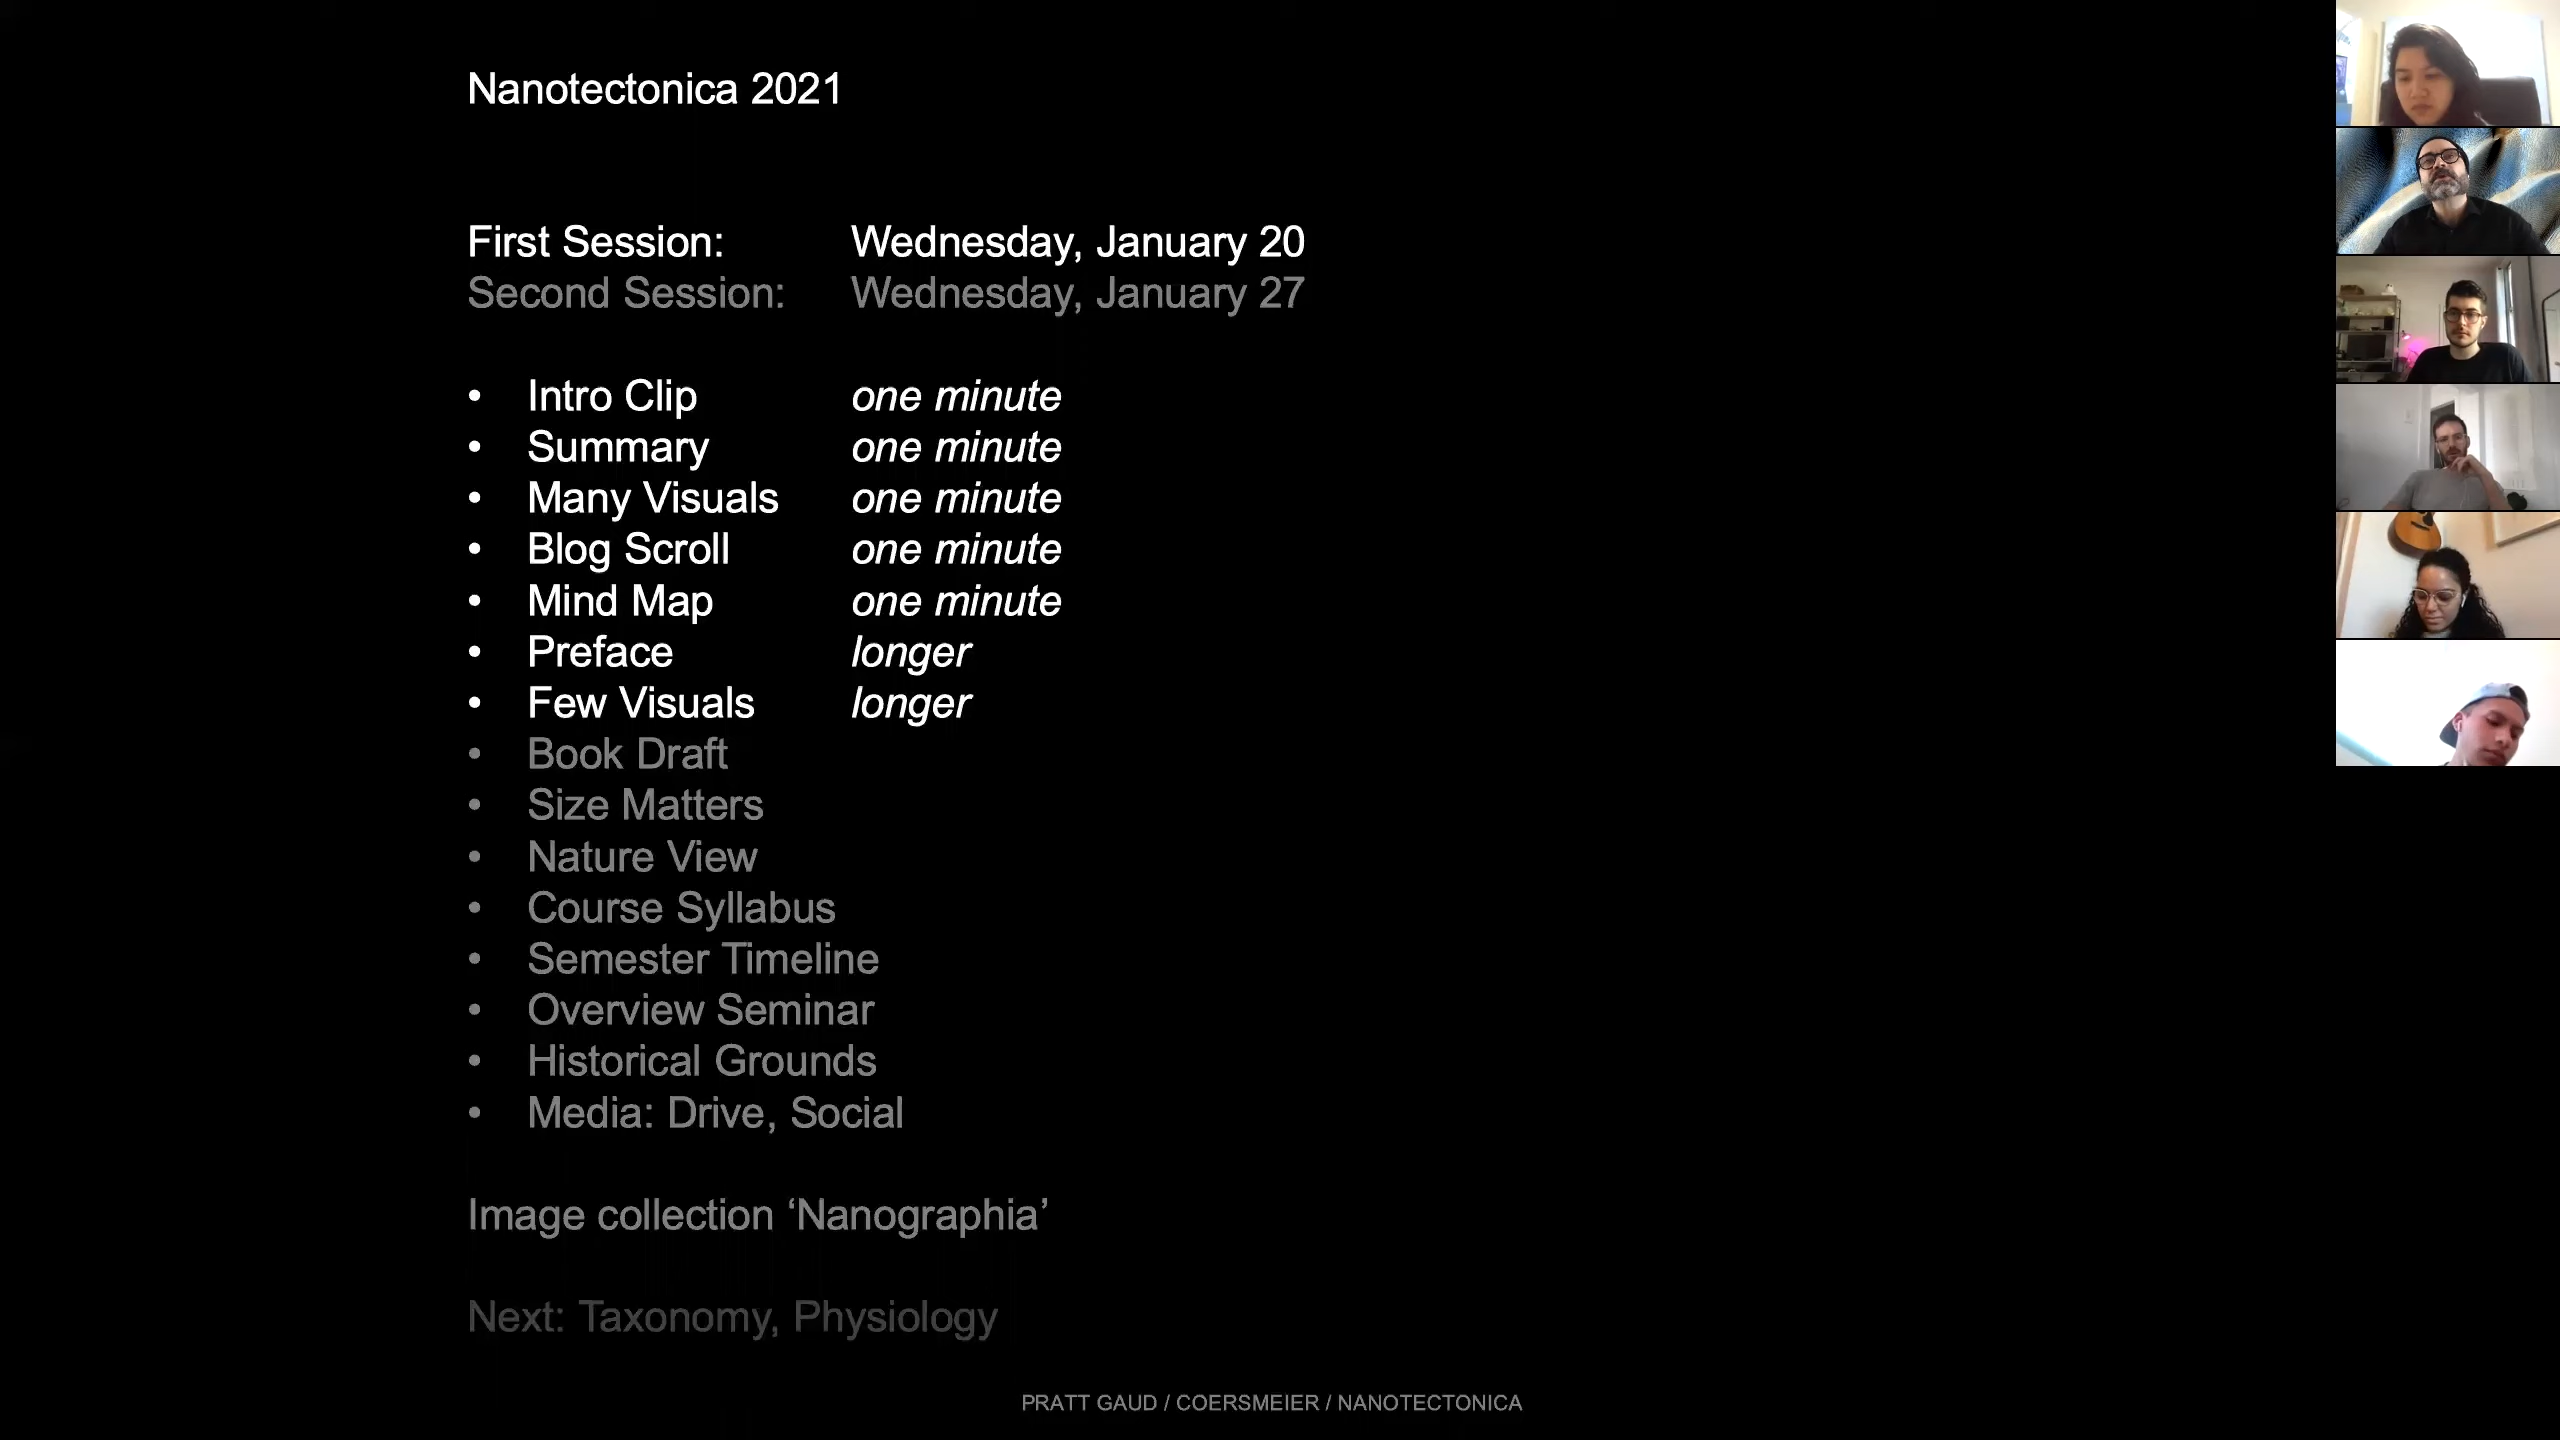 Nanotectonica 2021
First Session: Wednesday, January 20
Second Session: Wednesday, January 27
• Intro Clip one minute
• Summary one minute
• Many Visuals one minute
• Blog Scroll one minute
• Mind Map one minute
• Preface longer
• Few Visuals longer
• Book Draft
• Size Matters
• Nature View
• Course Syllabus
• Semester Timeline
• Overview Seminar
• Historical Grounds
• Media: Drive, Social
Image collection ‘Nanographia’
Next: Taxonomy, Physiology
PRATT GAUD / COERSMEIER / NANOTECTONICA